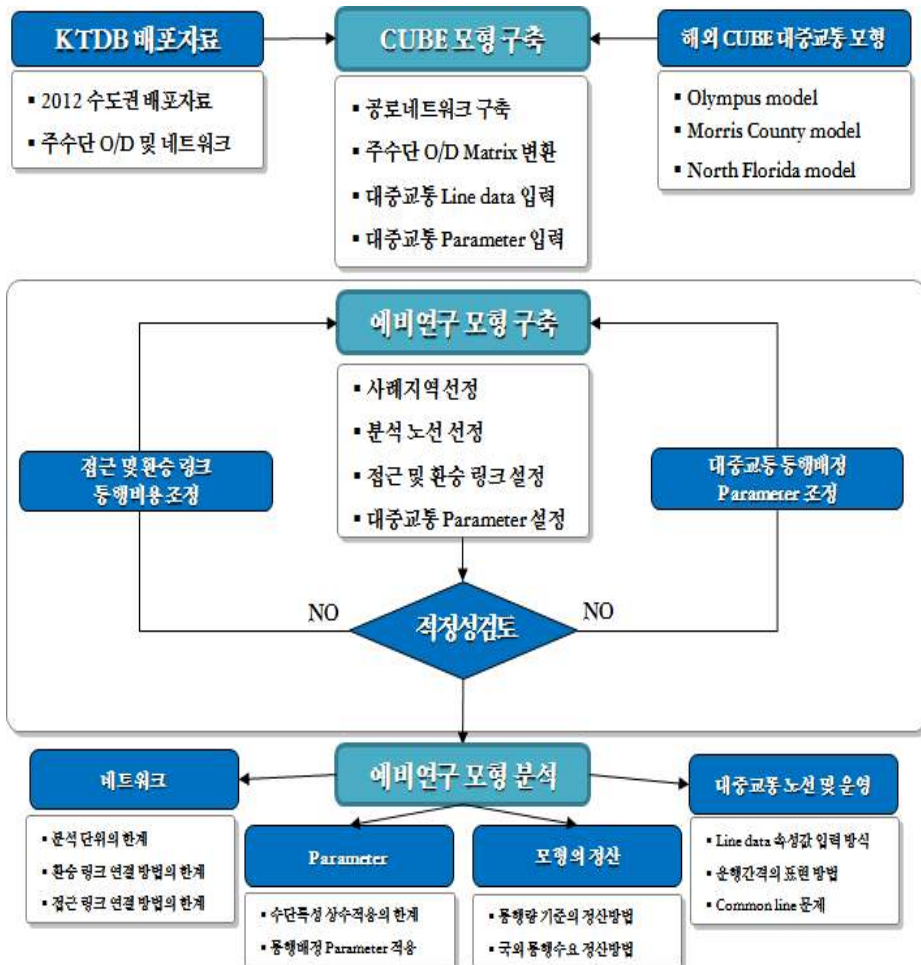 KTDB 배포자료
▪ 2012 수도권 배포자료
▪ 주수단 O/D 및 네트워크
CUBE 모형 구축
▪ 공로네트워크 구축
▪ 주수단 O/D Matrix 변환
▪ 대중교통 Line data 입력
▪ 대중교통 Parameter 입력
해외 CUBE 대중교통 모형
▪ Olympus model
▪ Morris County model
▪ North Florida model
예비연구 모형 구축
▪ 사례지역 선정
▪ 분석 노선 선정
▪ 접근 및 환승 링크 설정
▪ 대중교통 Parameter 설정
접근 및 환승 링크
통행비용 조정
대중교통 통행배정
Parameter 조정
NO
적정성검토
NO
예비연구 모형 분석
네트워크
▪ 분석 단위의 한계
▪ 환승 링크 연결 방법의 한계
▪ 접근 링크 연결 방법의 한계
Parameter
▪ 수단특성 상수적용의 한계
▪ 통행배정 Parameter 적용
모형의 정산
▪ 통행량 기준의 정산방법
▪ 국외 통행수요 정산방법
대중교통 노선 및 운영
▪ Line data 속성값 입력 방식
▪ 운행간격의 표현 방법
▪ Common line 문제